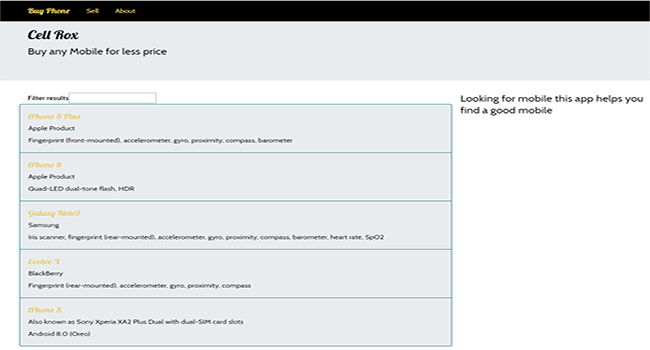 Buy Phone Sell About
Cell Rox
Buy any Mobile for less price
Filter results
Looking for mobile this app helps you
find a good mobile
IPhone 8 Plus
Apple Product
Fingerprint (front-mounted), accelerometer, gyro, proximity, compass, barometer
IPhone 8
Apple Product
Quad-LED dual-tone flash, HDR
Galaxy Note9
Samsung
Iris scanner, fingerprint (rear-mounted), accelerometer, gyro, proximity, compass, barometer, heart rate, SpO2
Evolve X
BlackBerry
Fingerprint (rear-mounted), accelerometer, gyro, proximity, compass
IPhone 8
Also known as Sony Xperia XA2 Plus Dual with dual-SIM card slots
Android 8.0 (Oreo)